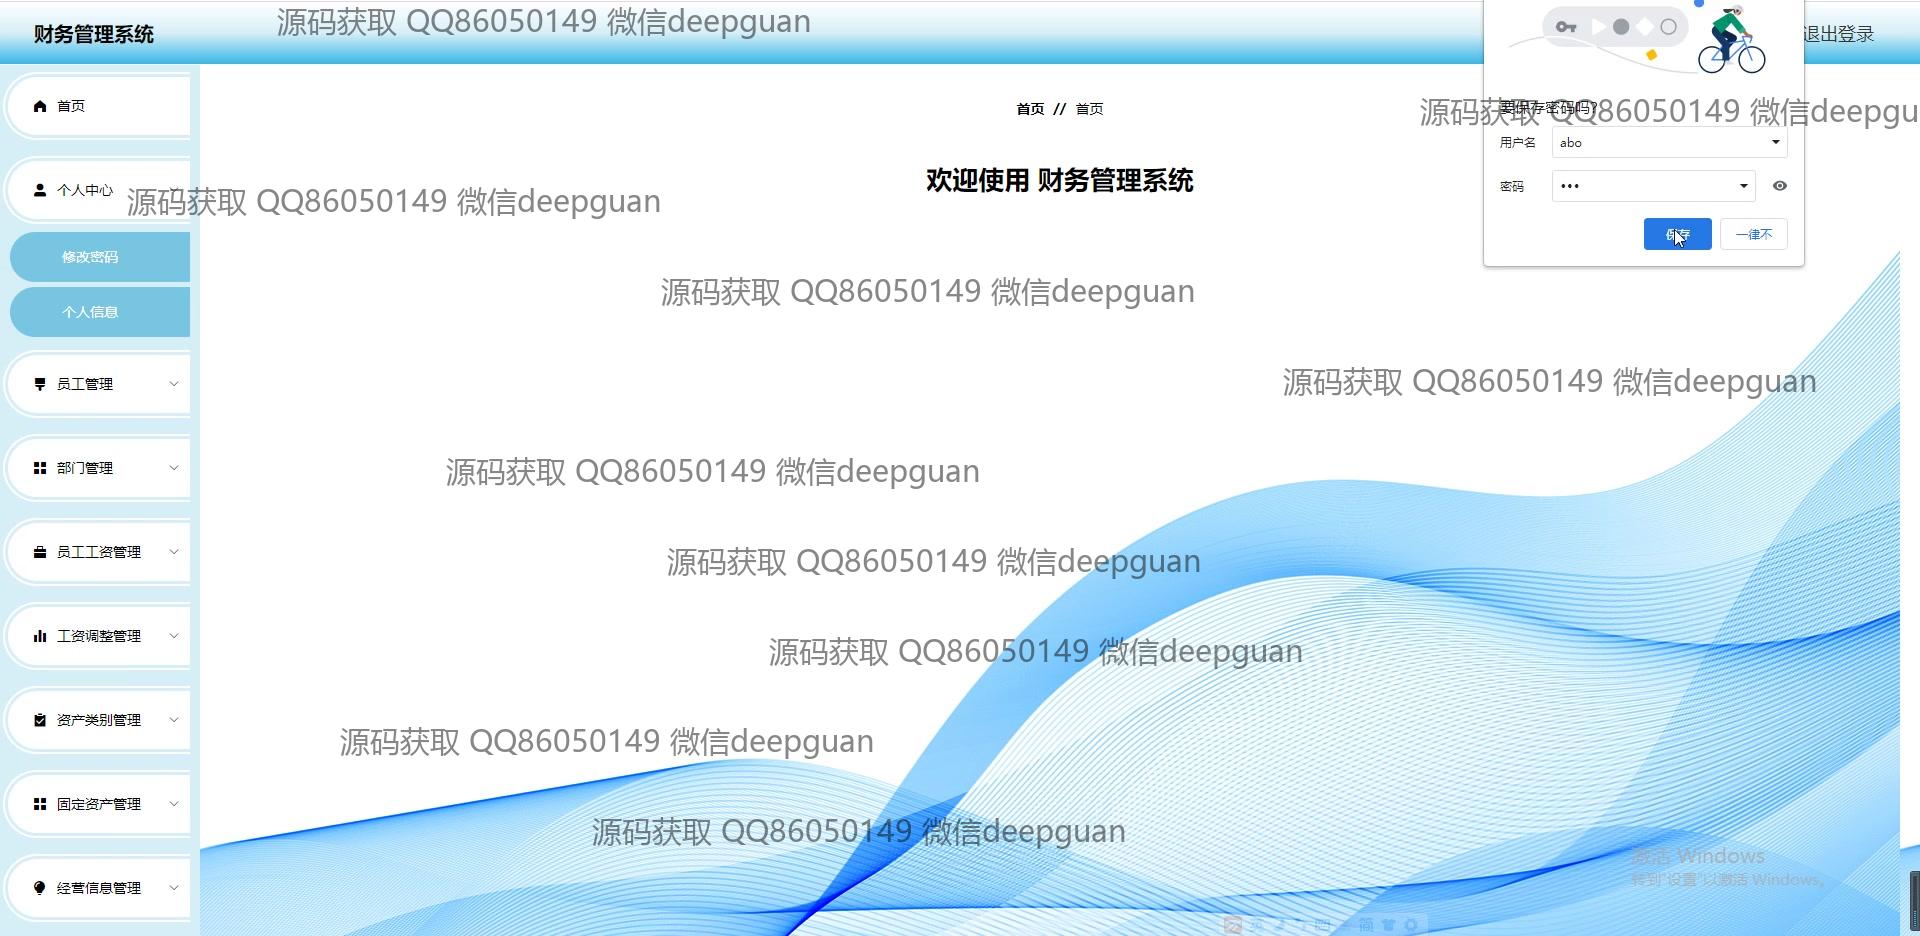 财务管理系统
源码获取 QQ86050149 微信deepguan
退出登录
首页
首页 // 首页
要保存密码吗?
源码获取 QQ86050149 微信deepgu
用户名 abo
欢迎使用 财务管理系统
密码 •••
个人中心
源码获取 QQ86050149 微信deepguan
保存 一律不
修改密码
源码获取 QQ86050149 微信deepguan
个人信息
员工管理
源码获取 QQ86050149 微信deepguan
部门管理
源码获取 QQ86050149 微信deepguan
员工工资管理
源码获取 QQ86050149 微信deepguan
工资调整管理
源码获取 QQ86050149 微信deepguan
资产类别管理
源码获取 QQ86050149 微信deepguan
固定资产管理
源码获取 QQ86050149 微信deepguan
激活 Windows
转到"设置"以激活 Windows。
经营信息管理